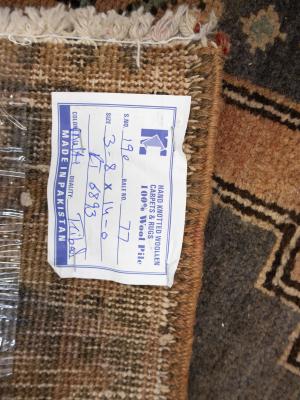 HAND KNOTTED WOOLLEN
CARPETS & RUGS
100% Wool Pile
S.NO. 190 BALE NO. 77
SIZE 3-8 X 14-0
6893
COLOUR QUALITY: Tribal
MADE IN PAKISTAN